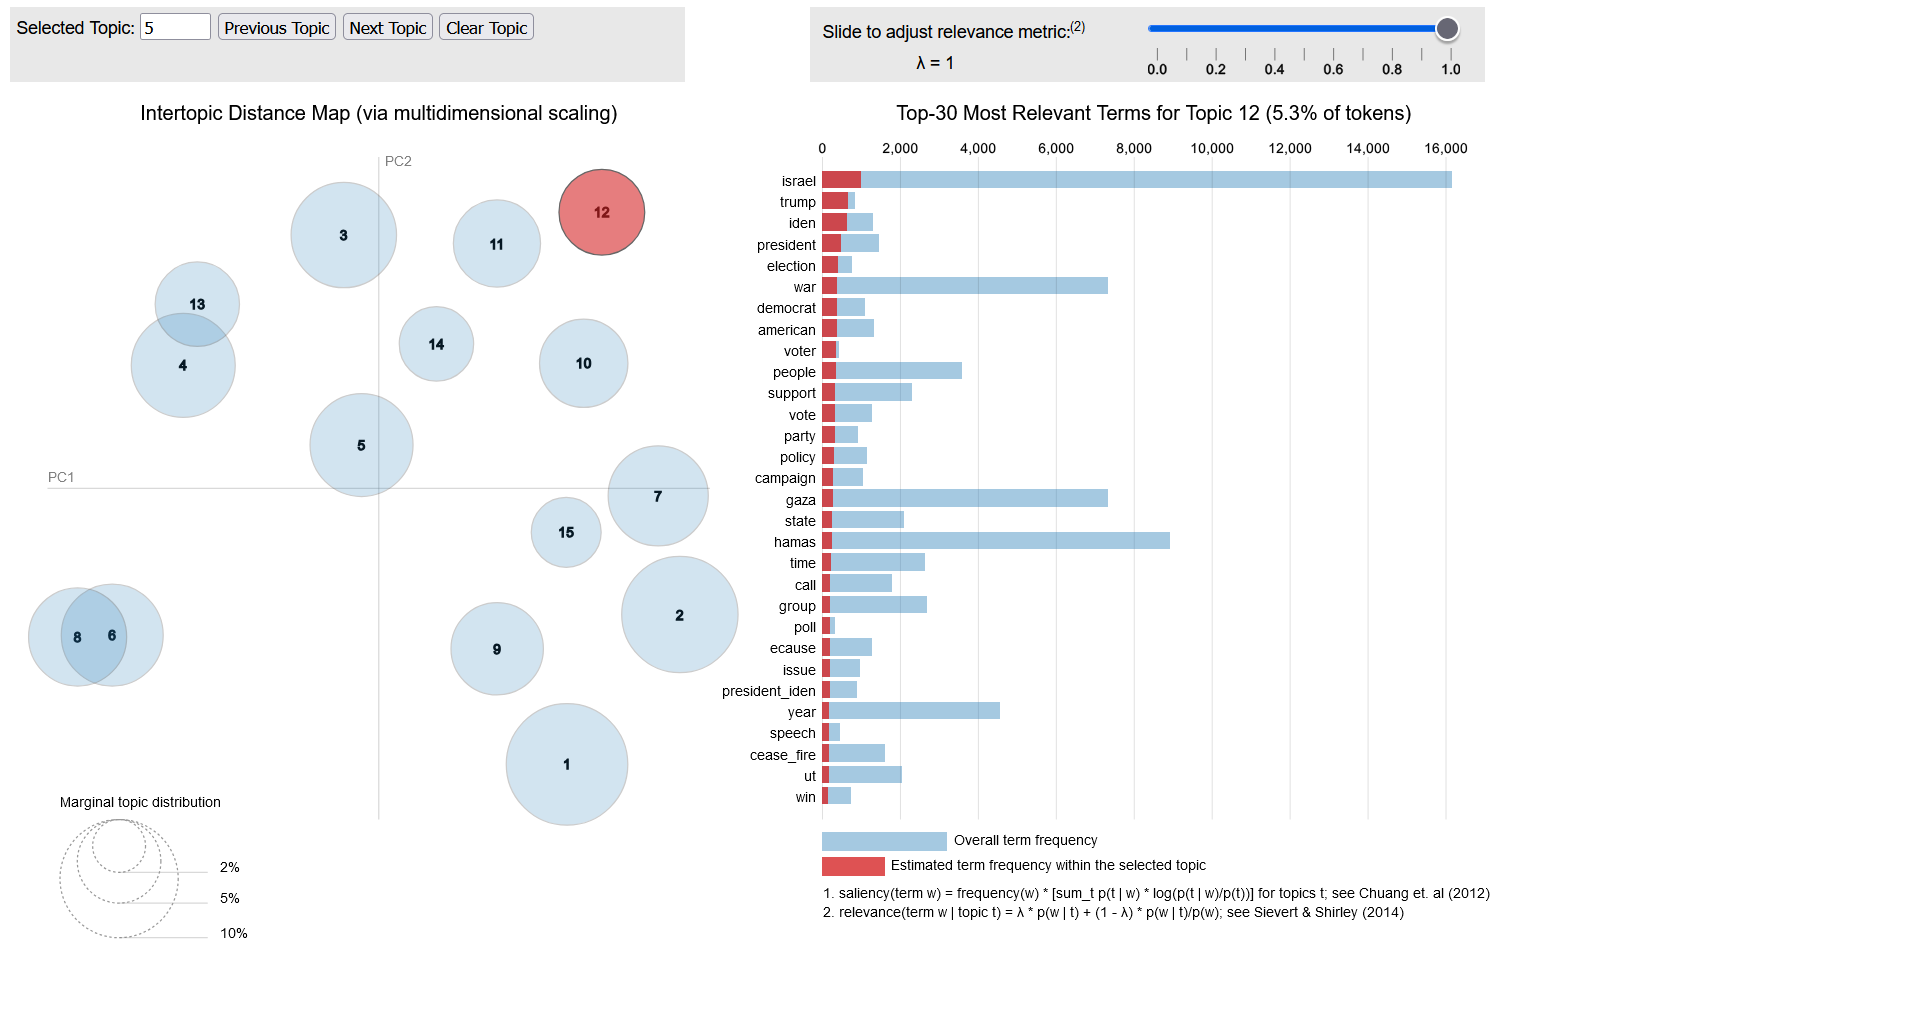 Selected Topic: 5 Previous Topic Next Topic Clear Topic
Slide to adjust relevance metric:(2)
λ = 1
0.0 0.2 0.4 0.6 0.8 1.0
Intertopic Distance Map (via multidimensional scaling)
PC2
PC1
3
11
12
13
4
14
10
5
7
15
8
6
9
2
1
Marginal topic distribution
2%
5%
10%
Top-30 Most Relevant Terms for Topic 12 (5.3% of tokens)
0 2,000 4,000 6,000 8,000 10,000 12,000 14,000 16,000
israel
trump
iden
president
election
war
democrat
american
voter
people
support
vote
party
policy
campaign
gaza
state
hamas
time
call
group
poll
ecause
issue
president_iden
year
speech
cease_fire
ut
win
Overall term frequency
Estimated term frequency within the selected topic
1. saliency(term w) = frequency(w) * [sum_t p(t | w) * log(p(t | w)/p(t))] for topics t; see Chuang et. al (2012)
2. relevance(term w | topic t) = λ * p(w | t) + (1 - λ) * p(w | t)/p(w); see Sievert & Shirley (2014)